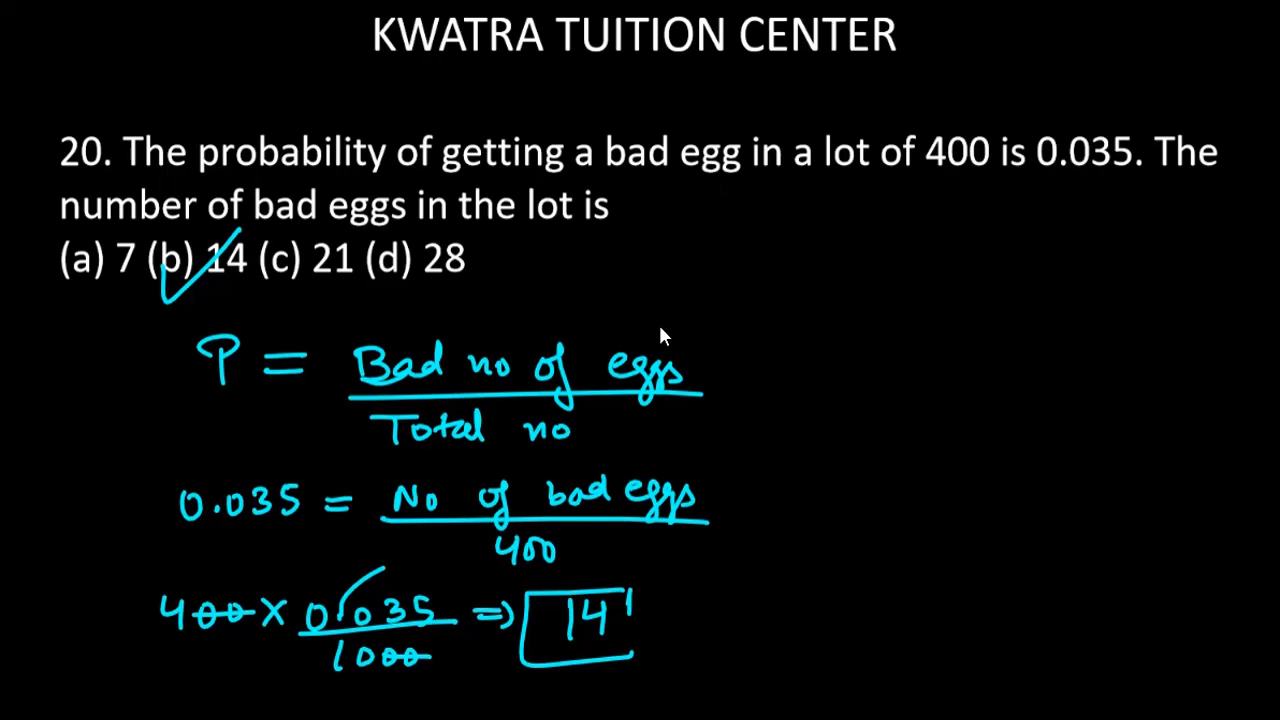 KWATRA TUITION CENTER
20. The probability of getting a bad egg in a lot of 400 is 0.035. The
number of bad eggs in the lot is
(a) 7 (b) 14 (c) 21 (d) 28
P = Bad no of eggs
Total no
0.035 = No of bad eggs
400
400 × 0.035 ⇒ 14
1000